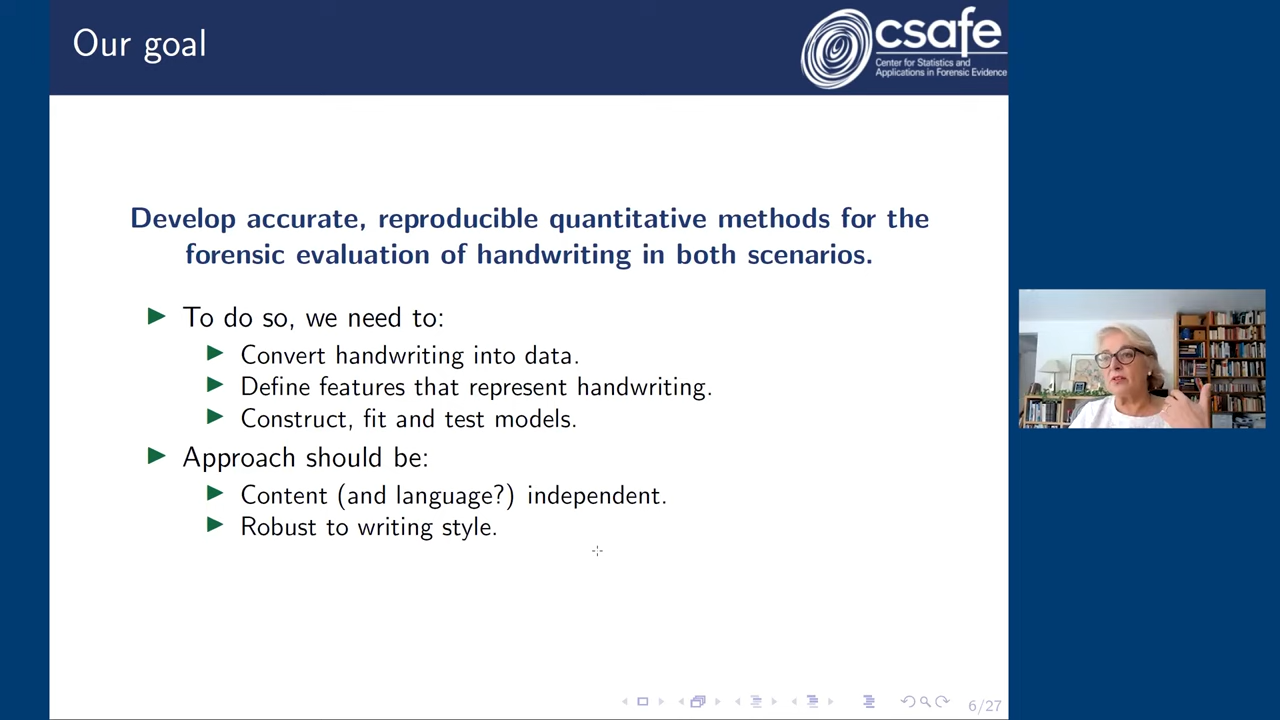 Our goal
csafe
Center for Statistics and
Applications in Forensic Evidence
Develop accurate, reproducible quantitative methods for the
forensic evaluation of handwriting in both scenarios.
To do so, we need to:
Convert handwriting into data.
Define features that represent handwriting.
Construct, fit and test models.
Approach should be:
Content (and language?) independent.
Robust to writing style.
6/27